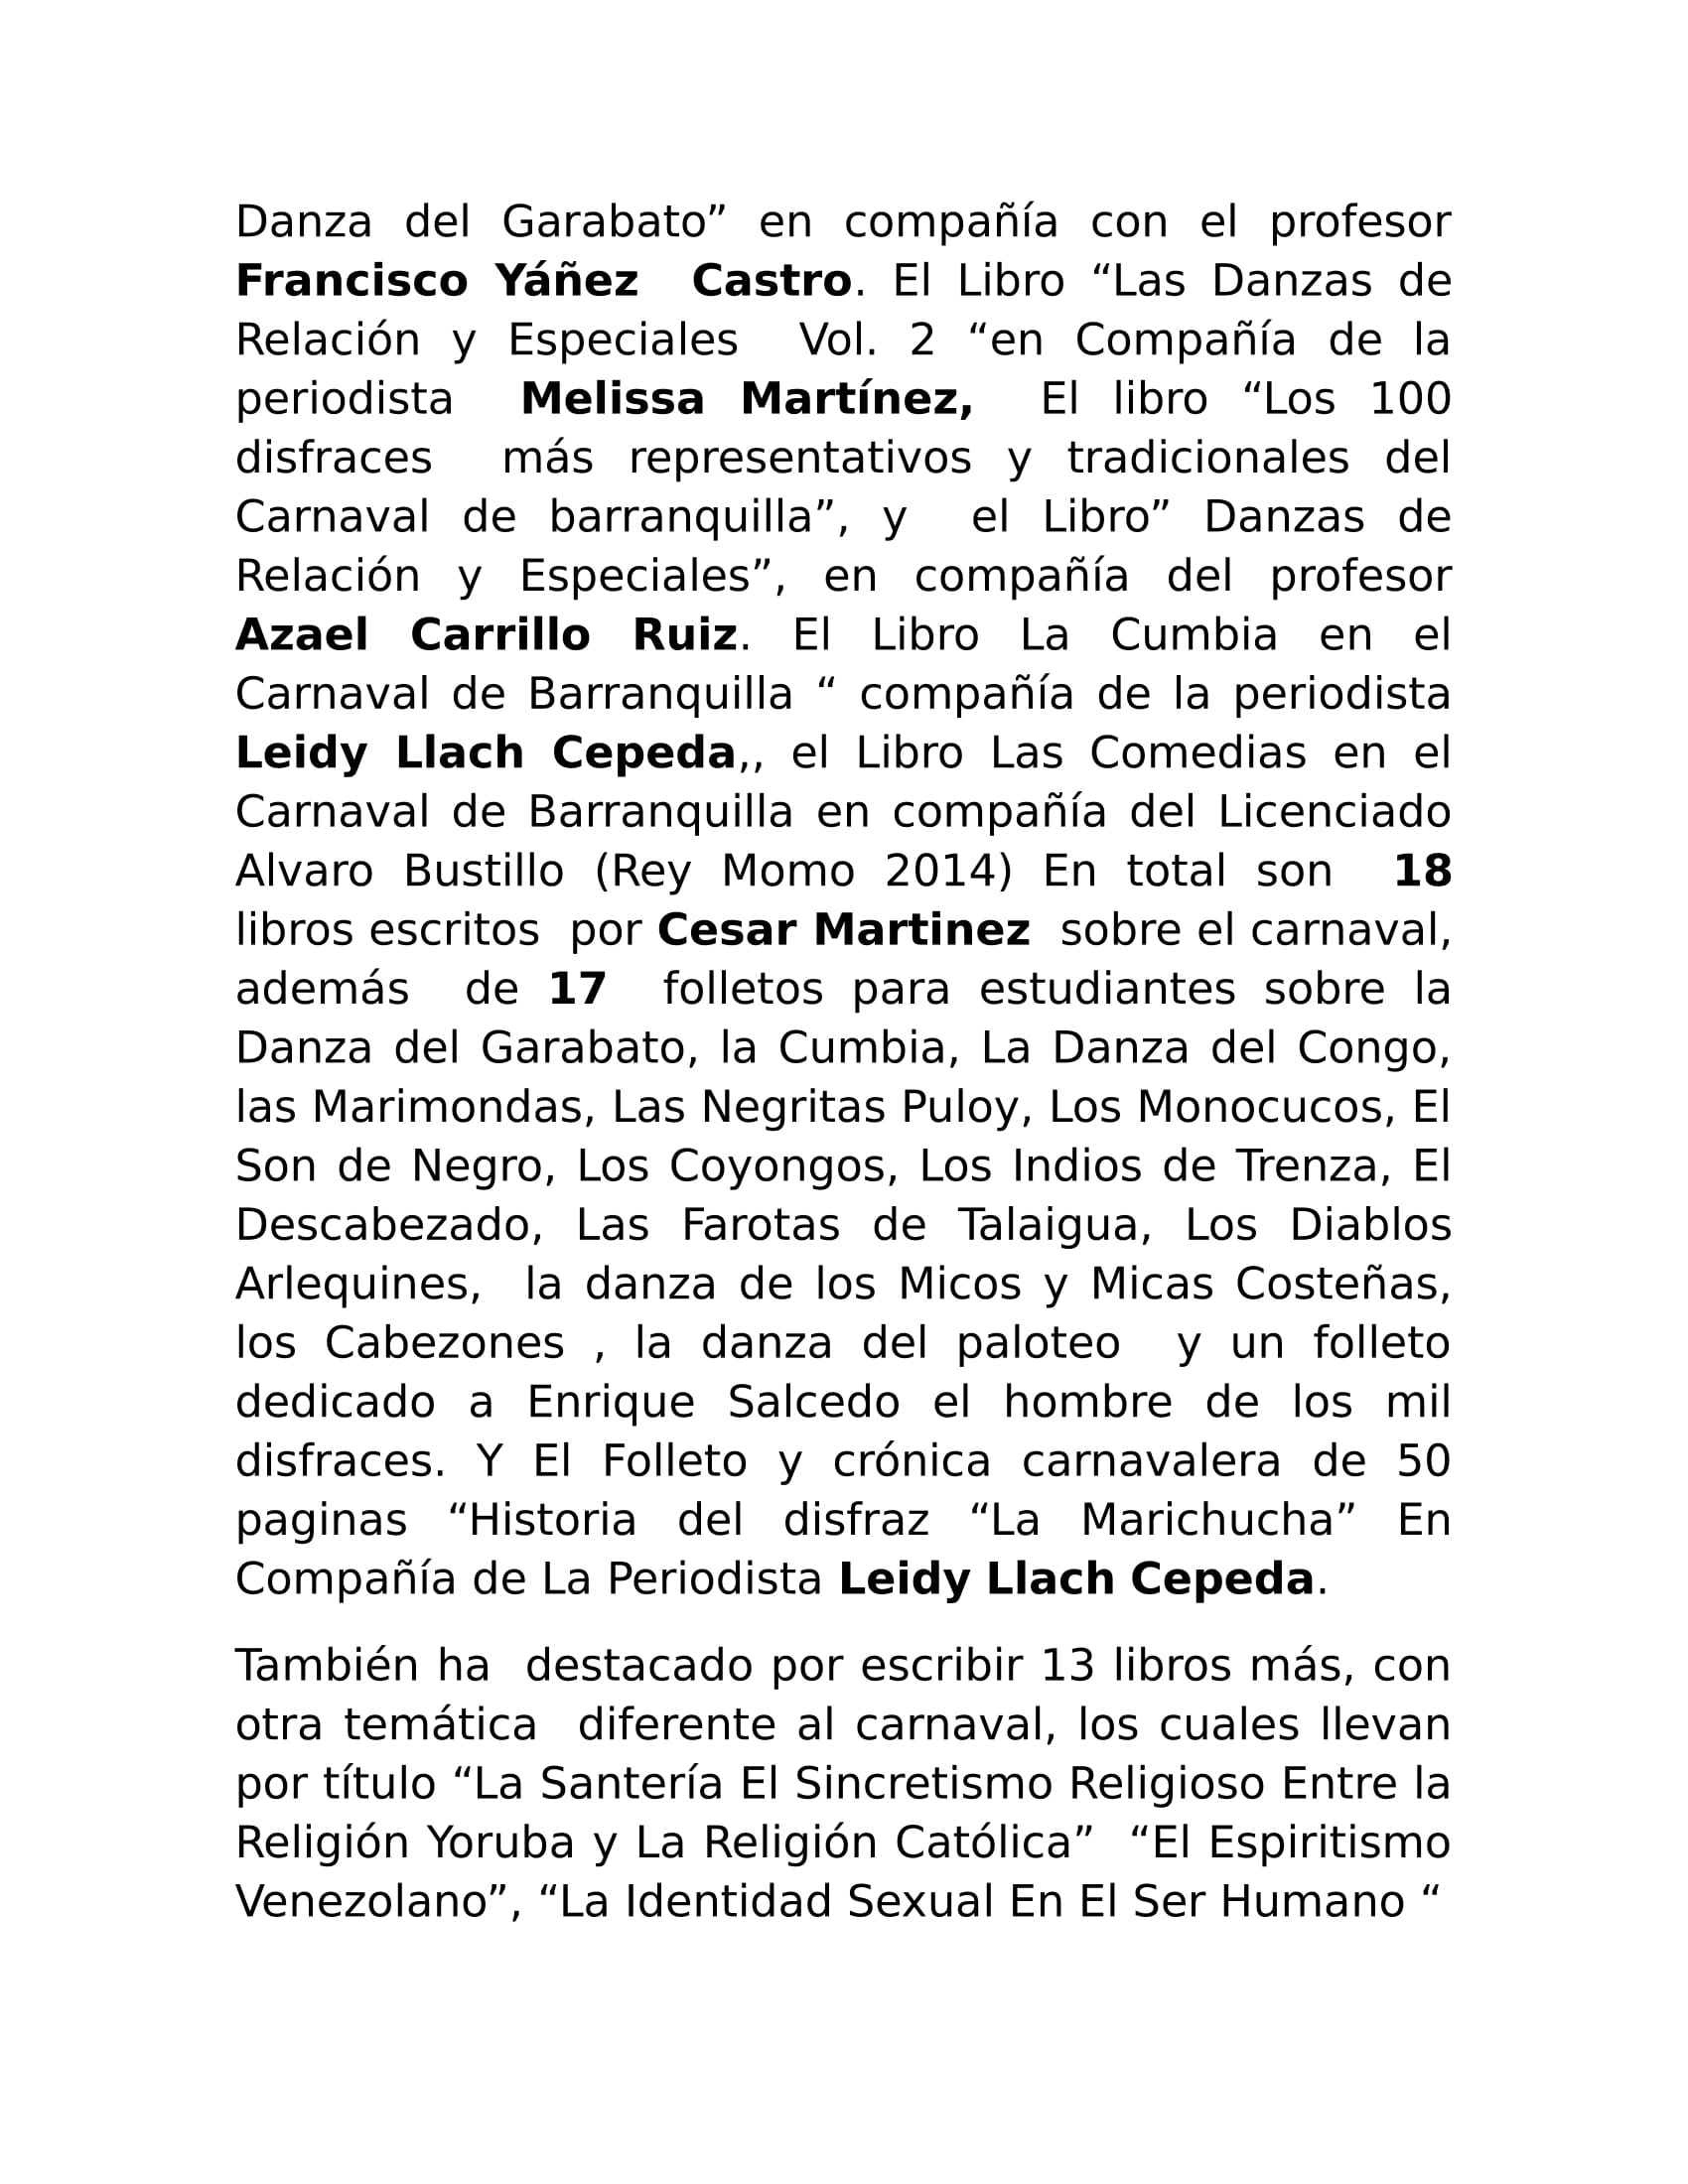 Danza del Garabato” en compañía con el profesor
Francisco Yáñez  Castro. El Libro “Las Danzas de
Relación y Especiales  Vol. 2 “en Compañía de la
periodista  Melissa Martínez,  El libro “Los 100
disfraces  más representativos y tradicionales del
Carnaval de barranquilla”, y  el Libro” Danzas de
Relación y Especiales”, en compañía del profesor
Azael Carrillo Ruiz. El Libro La Cumbia en el
Carnaval de Barranquilla “ compañía de la periodista
Leidy Llach Cepeda,, el Libro Las Comedias en el
Carnaval de Barranquilla en compañía del Licenciado
Alvaro Bustillo (Rey Momo 2014) En total son  18
libros escritos  por Cesar Martinez  sobre el carnaval,
además  de 17  folletos para estudiantes sobre la
Danza del Garabato, la Cumbia, La Danza del Congo,
las Marimondas, Las Negritas Puloy, Los Monocucos, El
Son de Negro, Los Coyongos, Los Indios de Trenza, El
Descabezado, Las Farotas de Talaigua, Los Diablos
Arlequines,  la danza de los Micos y Micas Costeñas,
los Cabezones , la danza del paloteo  y un folleto
dedicado a Enrique Salcedo el hombre de los mil
disfraces. Y El Folleto y crónica carnavalera de 50
paginas “Historia del disfraz “La Marichucha” En
Compañía de La Periodista Leidy Llach Cepeda.
También ha  destacado por escribir 13 libros más, con
otra temática  diferente al carnaval, los cuales llevan
por título “La Santería El Sincretismo Religioso Entre la
Religión Yoruba y La Religión Católica”  “El Espiritismo
Venezolano”, “La Identidad Sexual En El Ser Humano “